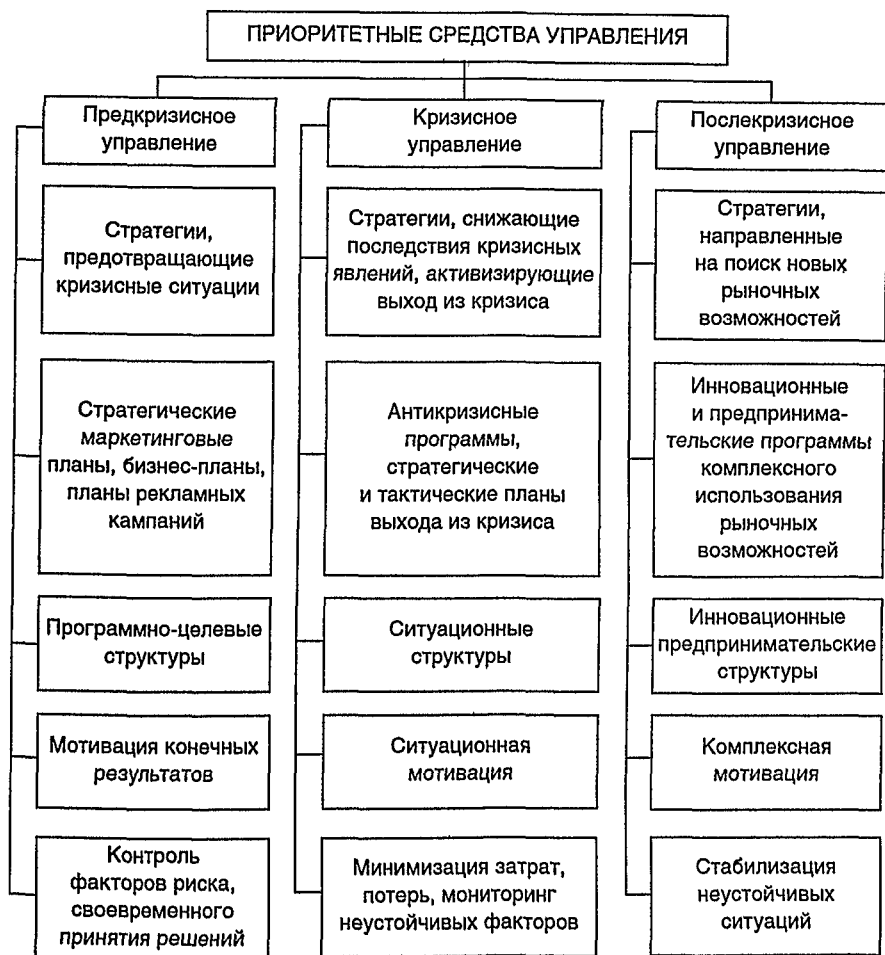 ПРИОРИТЕТНЫЕ СРЕДСТВА УПРАВЛЕНИЯ
Предкризисное
управление
Стратегии,
предотвращающие
кризисные ситуации
Стратегические
маркетинговые
планы, бизнес-планы,
планы рекламных
кампаний
Программно-целевые
структуры
Мотивация конечных
результатов
Контроль
факторов риска,
своевременного
принятия решений
Кризисное
управление
Стратегии, снижающие
последствия кризисных
явлений, активизирующие
выход из кризиса
Антикризисные
программы,
стратегические
и тактические планы
выхода из кризиса
Ситуационные
структуры
Ситуационная
мотивация
Минимизация затрат,
потерь, мониторинг
неустойчивых факторов
Послекризисное
управление
Стратегии,
направленные
на поиск новых
рыночных
возможностей
Инновационные
и предпринима-
тельские программы
комплексного
использования
рыночных
возможностей
Инновационные
предпринимательские
структуры
Комплексная
мотивация
Стабилизация
неустойчивых
ситуаций